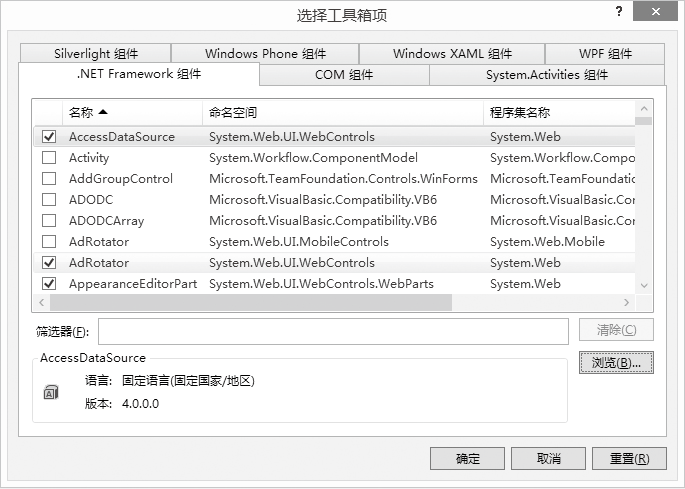 选择工具箱项
?
Silverlight 组件 Windows Phone 组件 Windows XAML 组件 WPF 组件
.NET Framework 组件 COM 组件 System.Activities 组件
名称 命名空间 程序集名称
AccessDataSource System.Web.UI.WebControls System.Web
Activity System.Workflow.ComponentModel System.Workflow.Compo
AddGroupControl Microsoft.TeamFoundation.Controls.WinForms Microsoft.TeamFoundatio
ADODC Microsoft.VisualBasic.Compatibility.VB6 Microsoft.VisualBasic.Cor
ADODCArray Microsoft.VisualBasic.Compatibility.VB6 Microsoft.VisualBasic.Cor
AdRotator System.Web.UI.MobileControls System.Web.Mobile
AdRotator System.Web.UI.WebControls System.Web
AppearanceEditorPart System.Web.UI.WebControls.WebParts System.Web
筛选器(F): 清除(C)
AccessDataSource 浏览(B)...
语言: 固定语言(固定国家/地区)
版本: 4.0.0.0
确定 取消 重置(R)